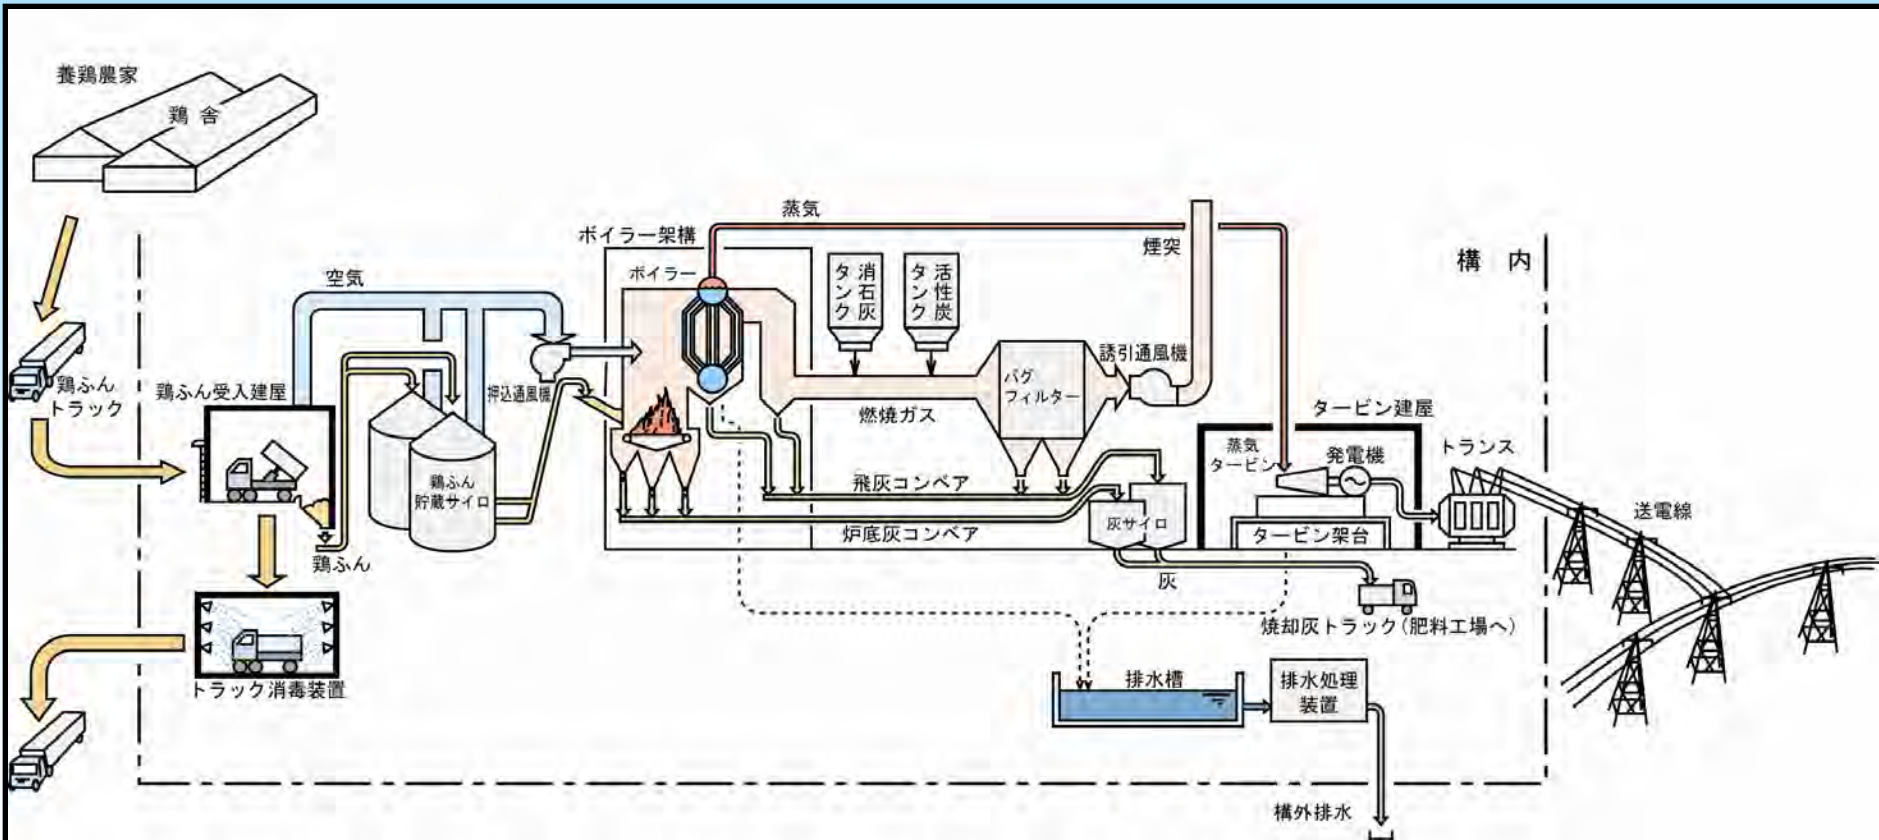 養鶏農家
鶏舎
鶏ふん
トラック
鶏ふん受入建屋
空気
鶏ふん
貯蔵サイロ
鶏ふん
トラック消毒装置
押込通風機
ボイラー架構
ボイラー
蒸気
消石灰
タンク
活性炭
タンク
煙突
構内
燃焼ガス
バグ
フィルター
誘引通風機
飛灰コンベア
炉底灰コンベア
灰サイロ
灰
タービン建屋
蒸気
タービン
発電機
タービン架台
トランス
送電線
焼却灰トラック(肥料工場へ)
排水槽
排水処理
装置
構外排水